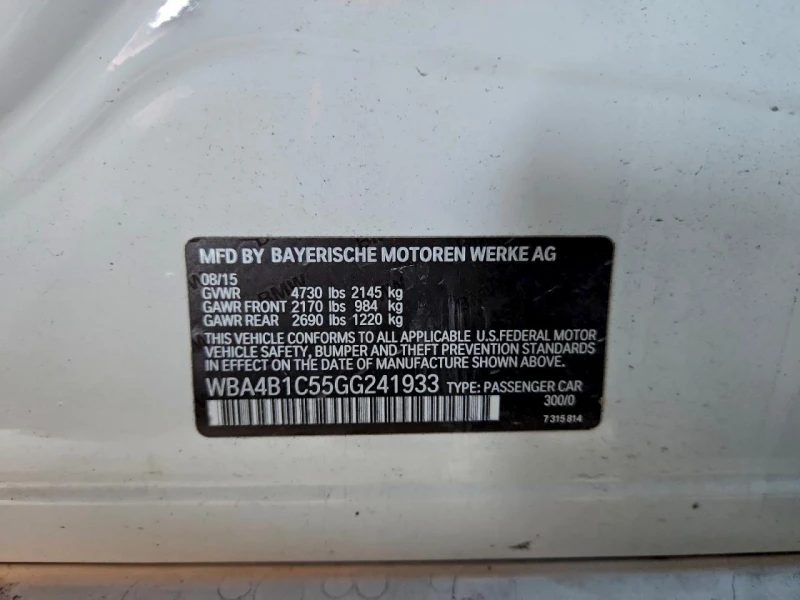 MFD BY BAYERISCHE MOTOREN WERKE AG
08/15
GVWR 4730 lbs 2145 kg
GAWR FRONT 2170 lbs 984 kg
GAWR REAR 2690 lbs 1220 kg
THIS VEHICLE CONFORMS TO ALL APPLICABLE U.S.FEDERAL MOTOR
VEHICLE SAFETY, BUMPER AND THEFT PREVENTION STANDARDS
IN EFFECT ON THE DATE OF MANUFACTURE SHOWN ABOVE.
WBA4B1C55GG241933 TYPE: PASSENGER CAR
300/0
7 315 814